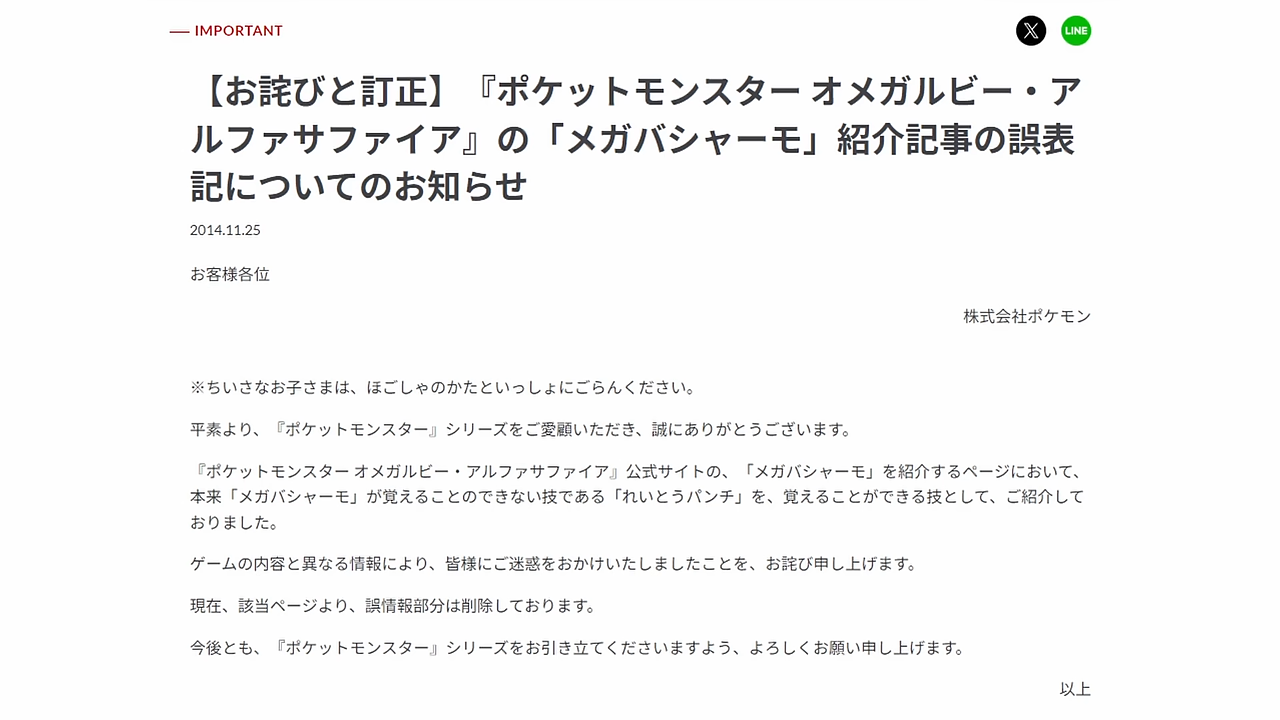 IMPORTANT
LINE
【お詫びと訂正】『ポケットモンスター オメガルビー・ア
ルファサファイア』の「メガバシャーモ」紹介記事の誤表
記についてのお知らせ
2014.11.25
お客様各位
株式会社ポケモン
※ちいさなお子さまは、ほごしゃのかたといっしょにごらんください。
平素より、『ポケットモンスター』シリーズをご愛顧いただき、誠にありがとうございます。
『ポケットモンスター オメガルビー・アルファサファイア』公式サイトの、「メガバシャーモ」を紹介するページにおいて、
本来「メガバシャーモ」が覚えることのできない技である「れいとうパンチ」を、覚えることができる技として、ご紹介して
おりました。
ゲームの内容と異なる情報により、皆様にご迷惑をおかけいたしましたことを、お詫び申し上げます。
現在、該当ページより、誤情報部分は削除しております。
今後とも、『ポケットモンスター』シリーズをお引き立てくださいますよう、よろしくお願い申し上げます。
以上